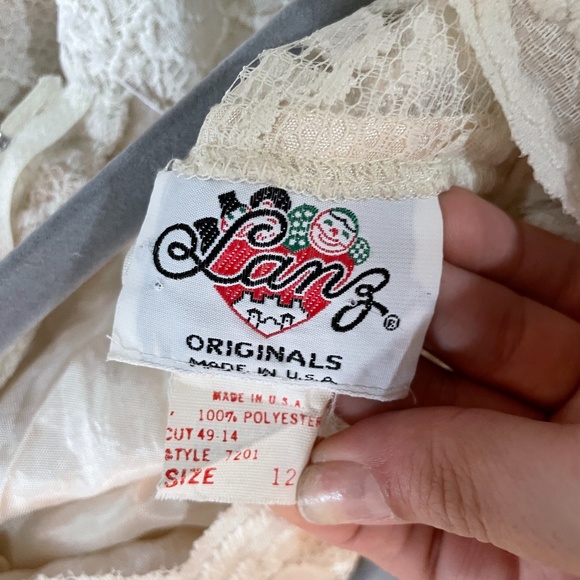 Lanz ®
ORIGINALS
MADE IN U.S.A
MADE IN U.S.A
100% POLYESTER
CUT 49-14
STYLE 7201
SIZE 12